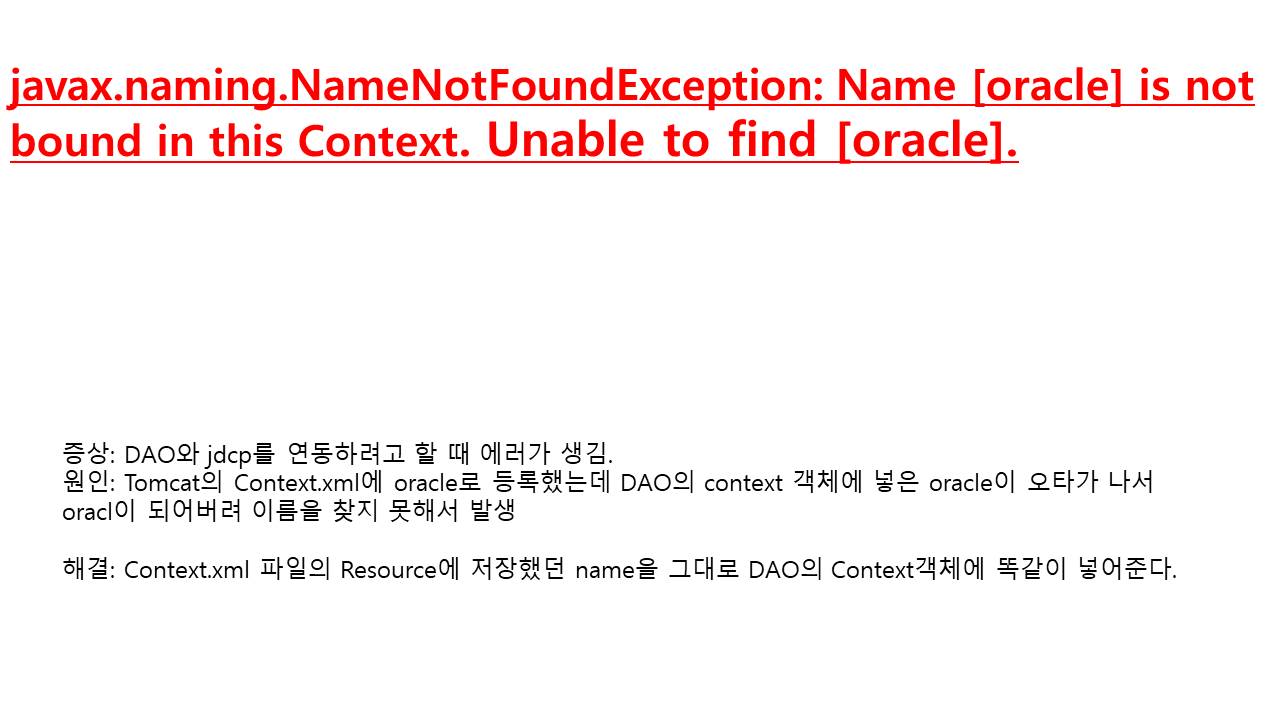 javax.naming.NameNotFoundException: Name [oracle] is not
bound in this Context. Unable to find [oracle].
증상: DAO와 jdcp를 연동하려고 할 때 에러가 생김.
원인: Tomcat의 Context.xml에 oracle로 등록했는데 DAO의 context 객체에 넣은 oracle이 오타가 나서
oracl이 되어버려 이름을 찾지 못해서 발생
해결: Context.xml 파일의 Resource에 저장했던 name을 그대로 DAO의 Context객체에 똑같이 넣어준다.